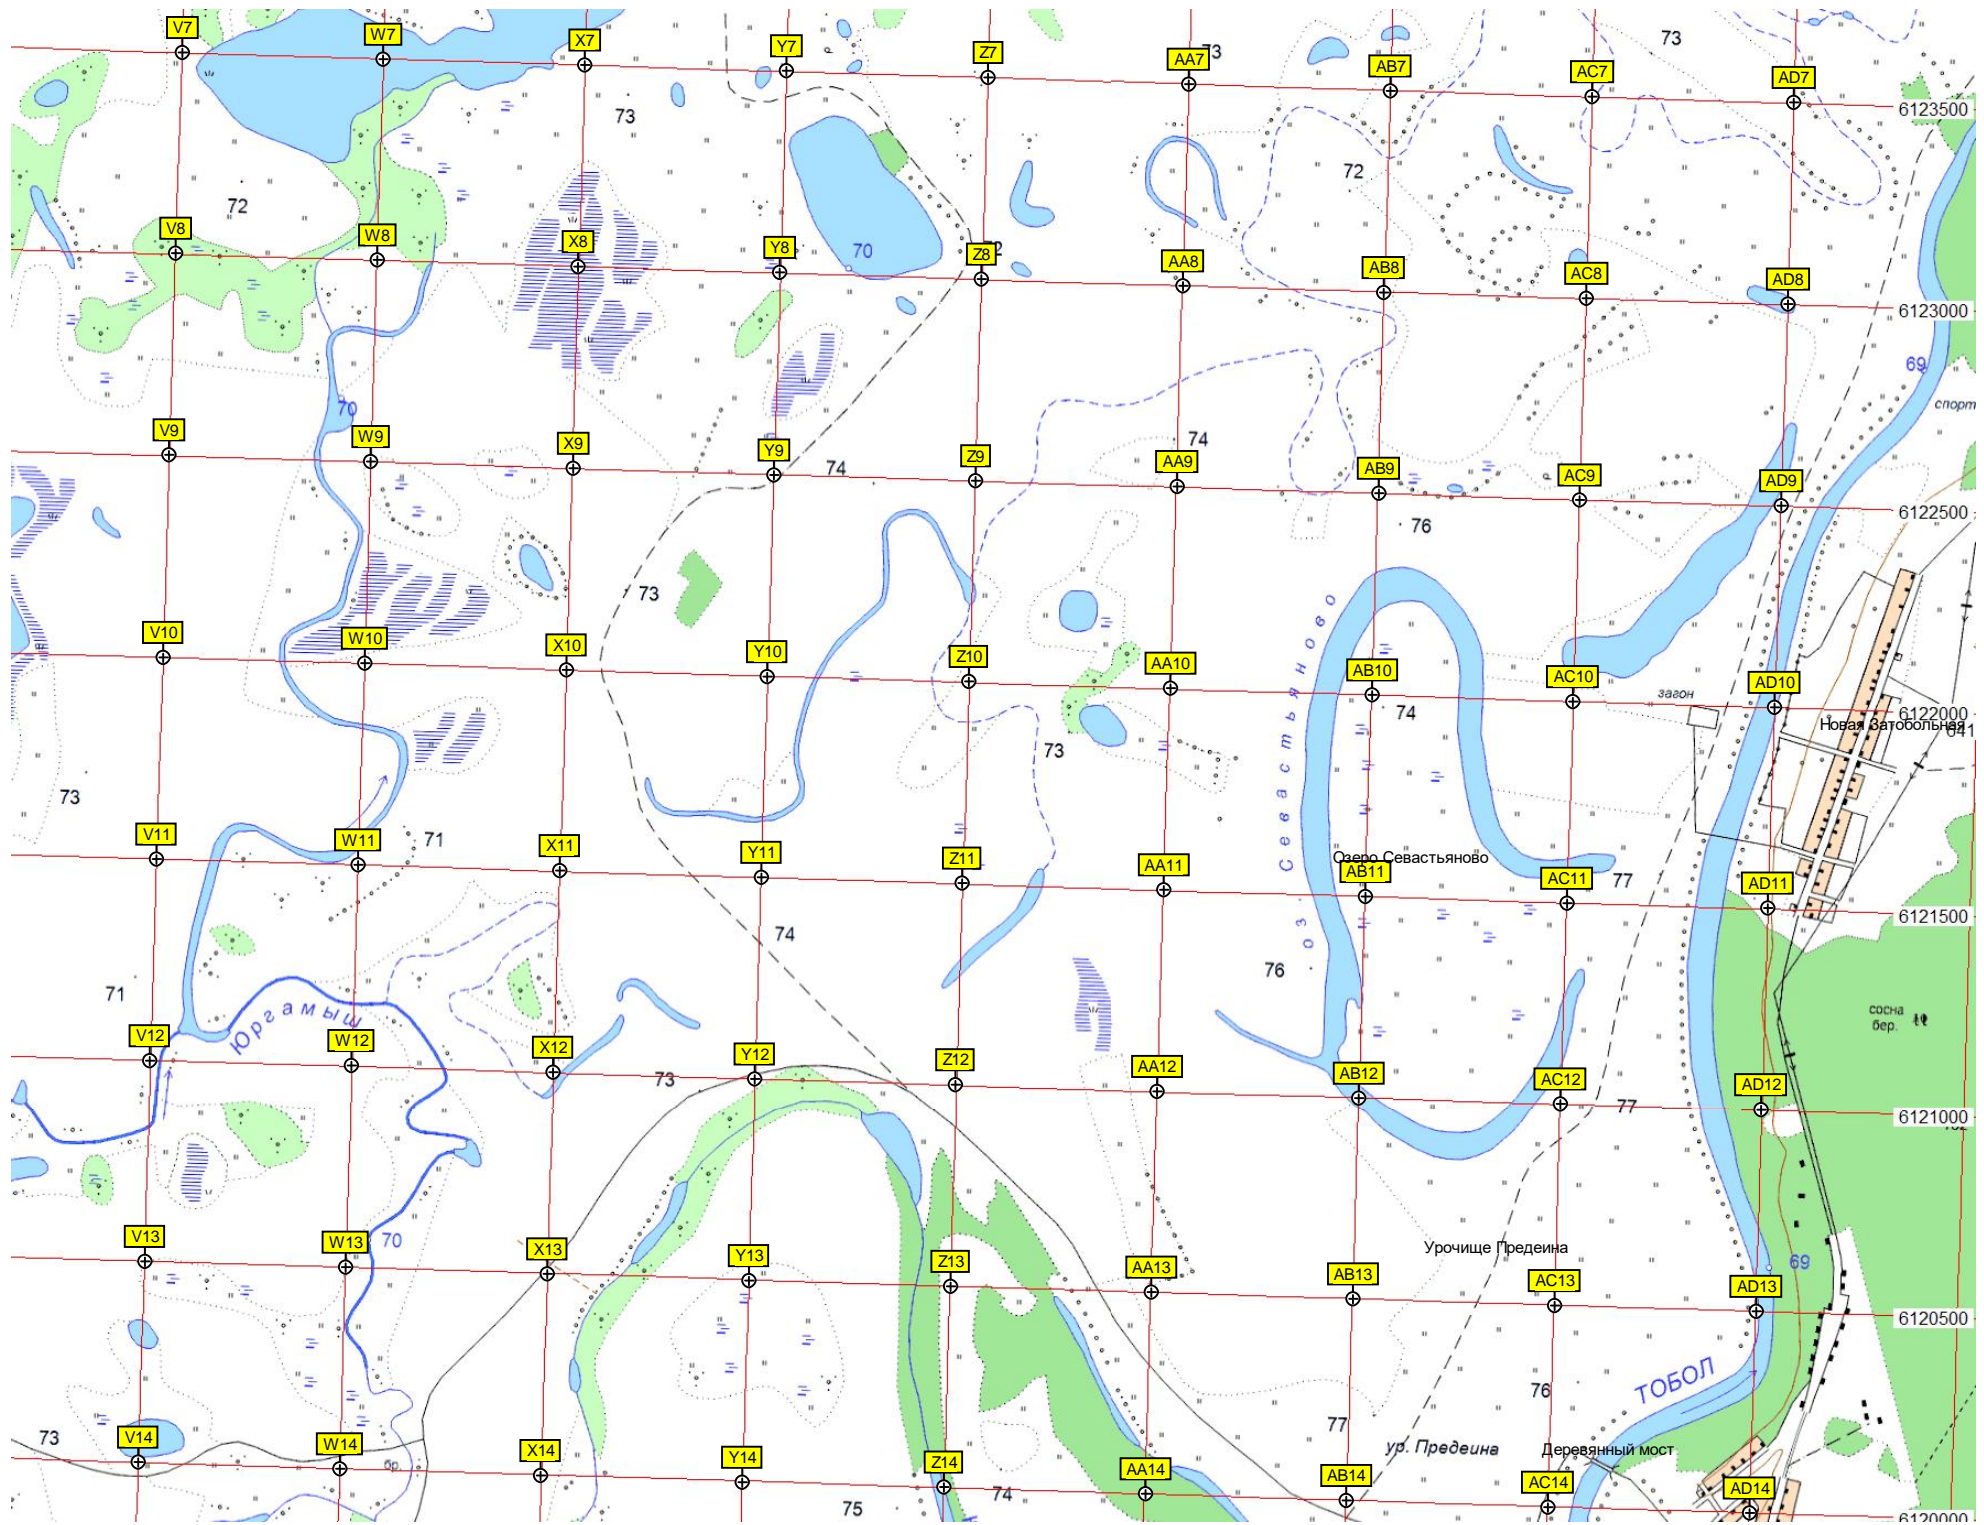 V7
W7
X7
Y7
Z7
AA7
73
AB7
AC7
73
AD7
6123500
73
72
72
V8
W8
X8
Y8
70
Z8
AA8
AB8
AC8
AD8
6123000
69
спорт
70
V9
W9
X9
Y9
74
Z9
AA9
74
AB9
76
AC9
AD9
6122500
73
оз. Севастьяново
V10
W10
X10
Y10
Z10
AA10
AB10
74
AC10
загон
AD10
6122000
Новая Затобольная
73
73
V11
W11
71
X11
Y11
Z11
AA11
Озеро Севастьяново
AB11
AC11
77
AD11
6121500
74
76
71
Юргамыш
сосна
бер.
V12
W12
X12
73
Y12
Z12
AA12
AB12
AC12
77
AD12
6121000
V13
W13
70
X13
Y13
Z13
AA13
Урочище Предеина
AB13
AC13
AD13
69
6120500
ТОБОЛ
76
77
73
ур. Предеина
Деревянный мост
V14
W14
бр.
X14
Y14
Z14
74
AA14
AB14
AC14
AD14
75
6120000